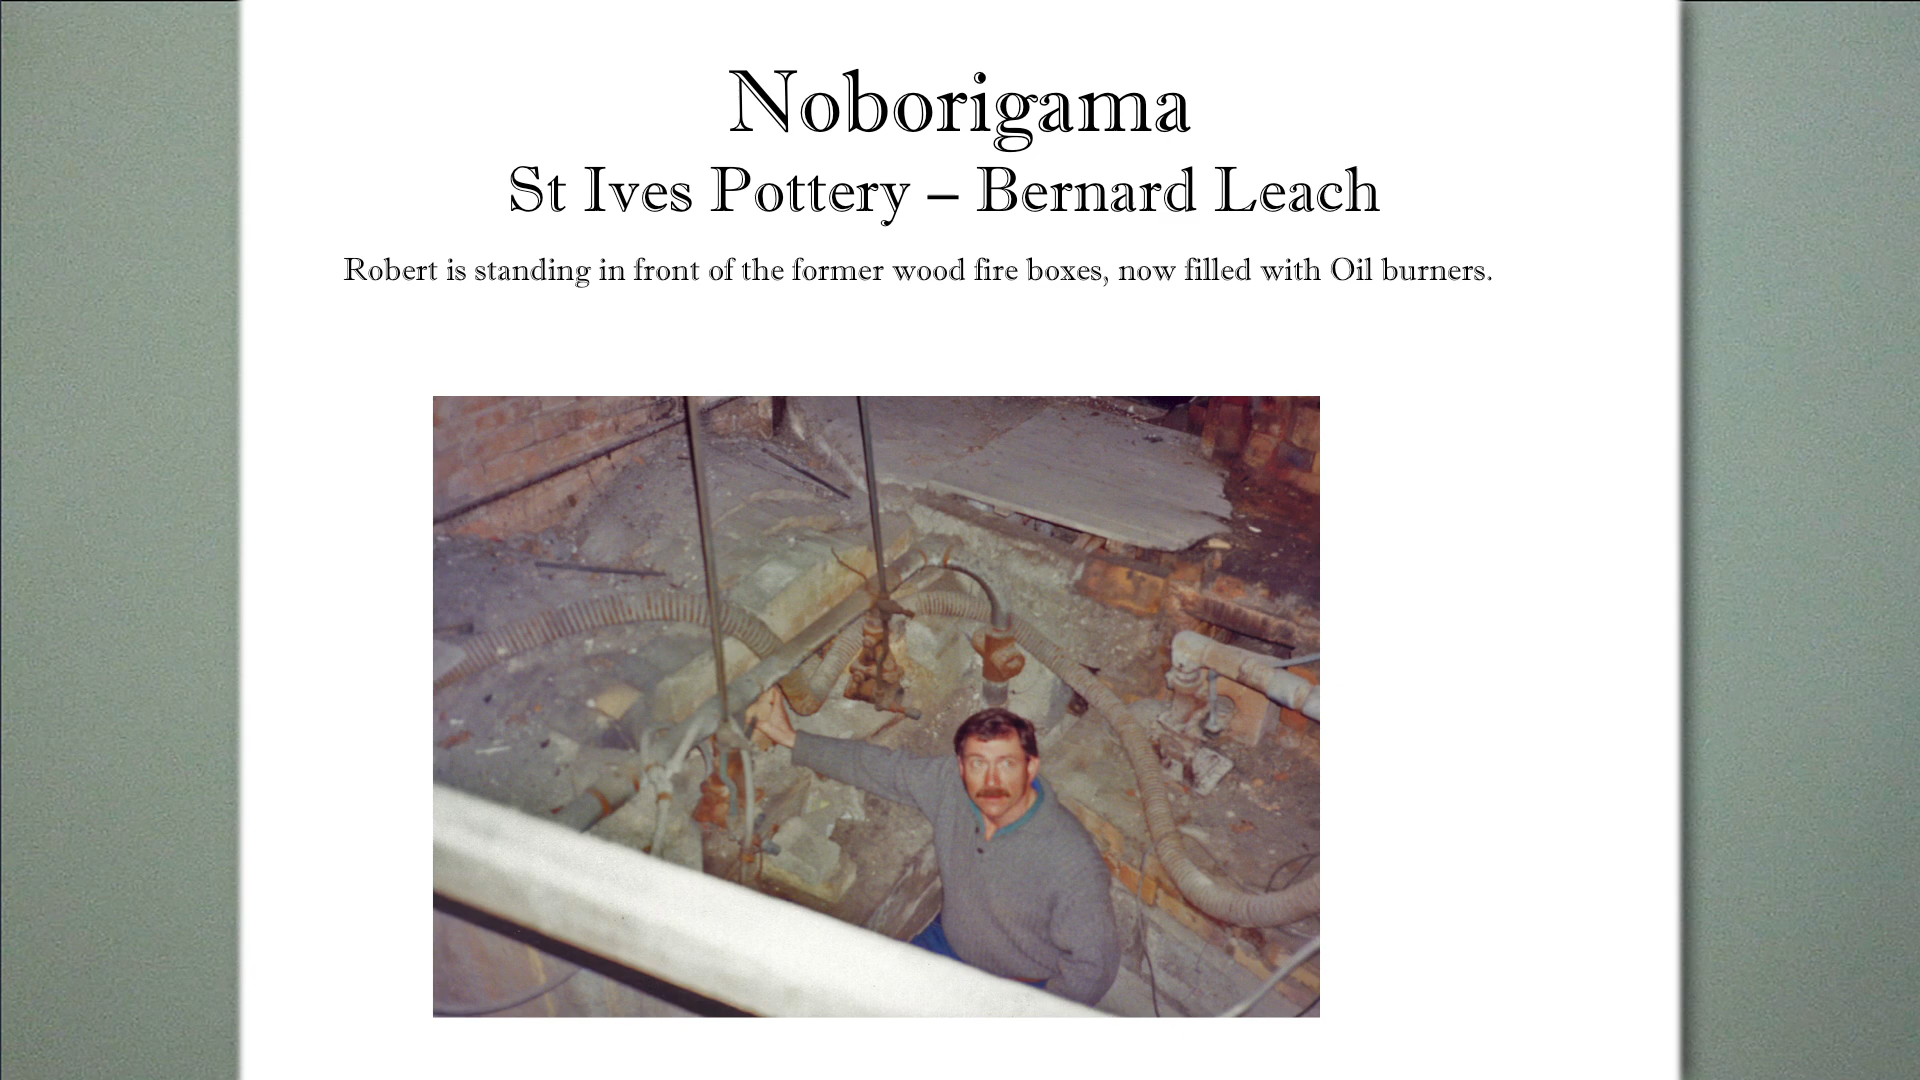 Noborigama
St Ives Pottery – Bernard Leach
Robert is standing in front of the former wood fire boxes, now filled with Oil burners.